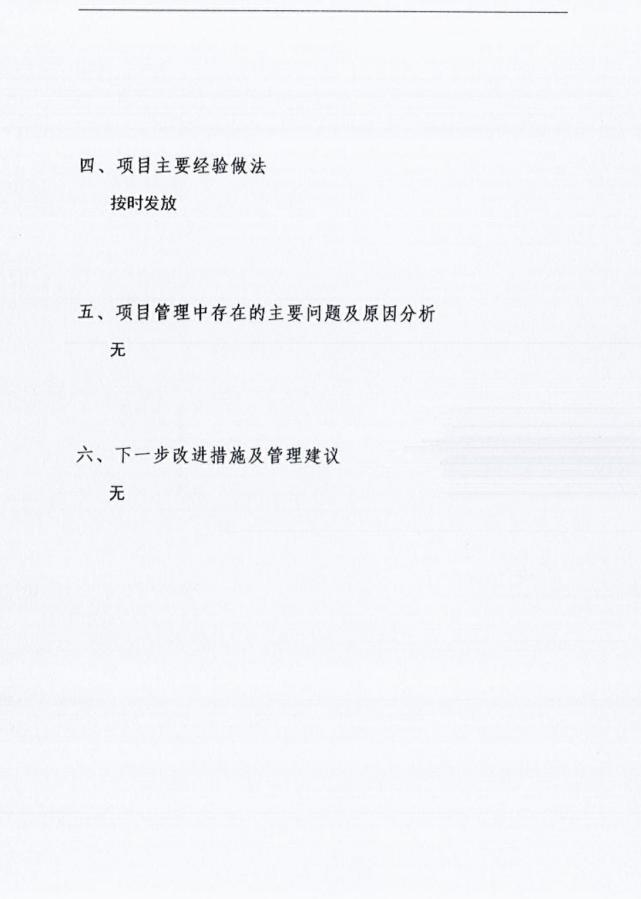 四、项目主要经验做法
按时发放
五、项目管理中存在的主要问题及原因分析
无
六、下一步改进措施及管理建议
无